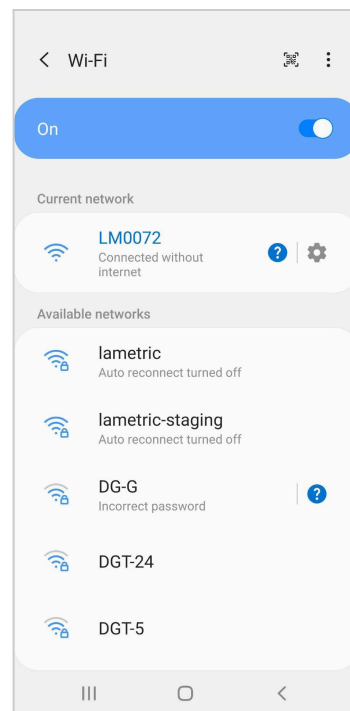 Wi-Fi
On
Current network
LM0072
Connected without
internet
Available networks
lametric
Auto reconnect turned off
lametric-staging
Auto reconnect turned off
DG-G
Incorrect password
DGT-24
DGT-5